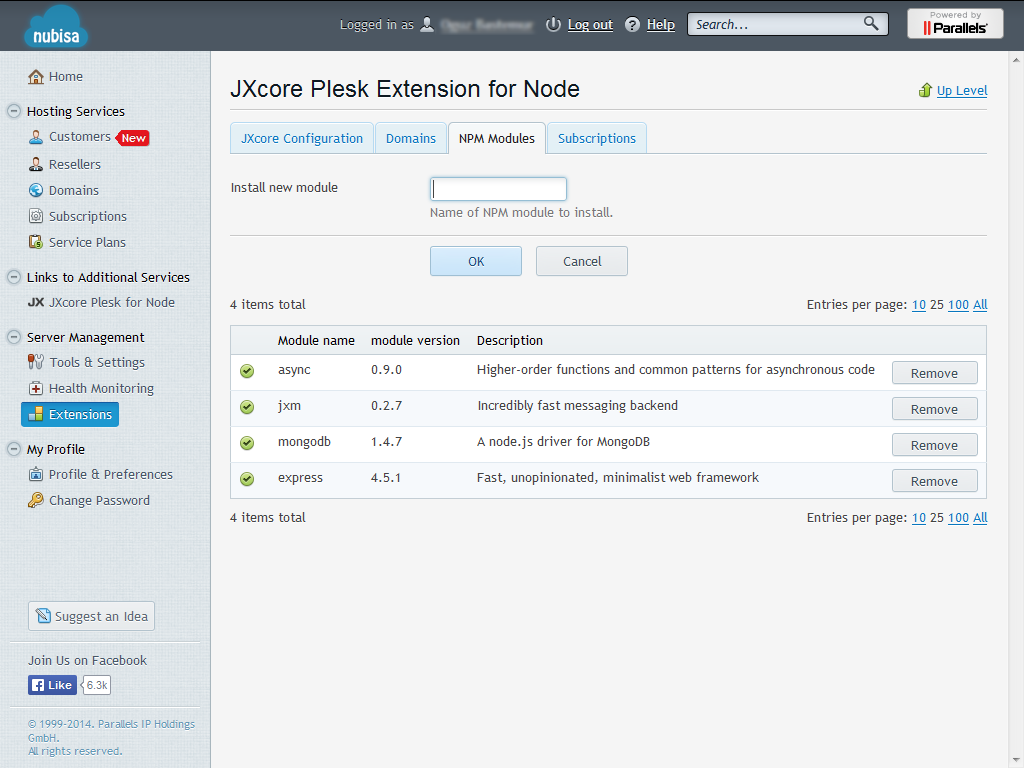 nubisa
Logged in as
Log out
Help
Search...
Powered by
Parallels
Home
Hosting Services
Customers New
Resellers
Domains
Subscriptions
Service Plans
Links to Additional Services
JX JXcore Plesk for Node
Server Management
Tools & Settings
Health Monitoring
Extensions
My Profile
Profile & Preferences
Change Password
Suggest an Idea
Join Us on Facebook
Like 6.3k
© 1999-2014. Parallels IP Holdings
GmbH.
All rights reserved.
JXcore Plesk Extension for Node
Up Level
JXcore Configuration Domains NPM Modules Subscriptions
Install new module
Name of NPM module to install.
OK Cancel
4 items total Entries per page: 10 25 100 All
Module name module version Description
async 0.9.0 Higher-order functions and common patterns for asynchronous code Remove
jxm 0.2.7 Incredibly fast messaging backend Remove
mongodb 1.4.7 A node.js driver for MongoDB Remove
express 4.5.1 Fast, unopinionated, minimalist web framework Remove
4 items total Entries per page: 10 25 100 All